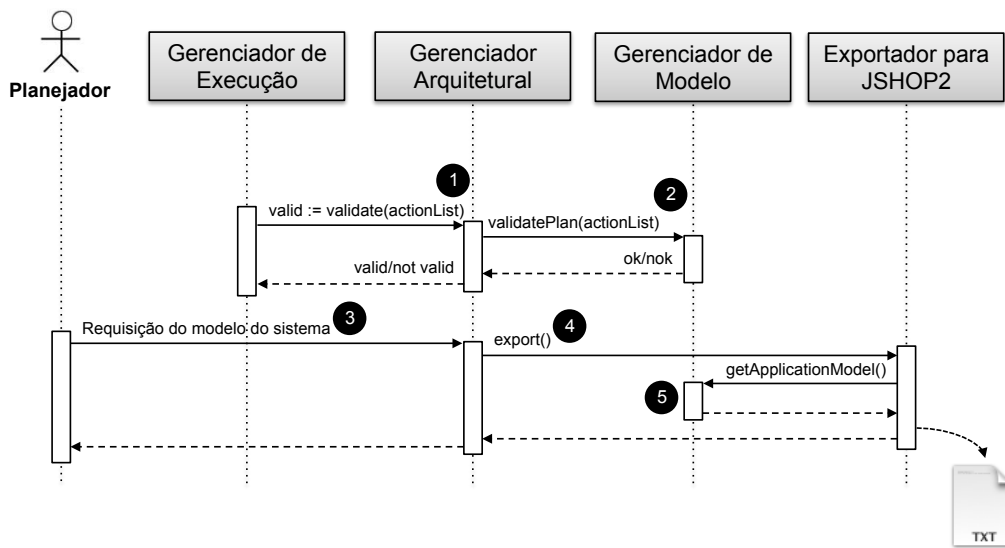 Planejador
Gerenciador de
Execução
Gerenciador
Arquitetural
Gerenciador de
Modelo
Exportador para
JSHOP2
1
2
valid := validate(actionList)
validatePlan(actionList)
valid/not valid
ok/nok
Requisição do modelo do sistema
3
export()
4
getApplicationModel()
5
TXT